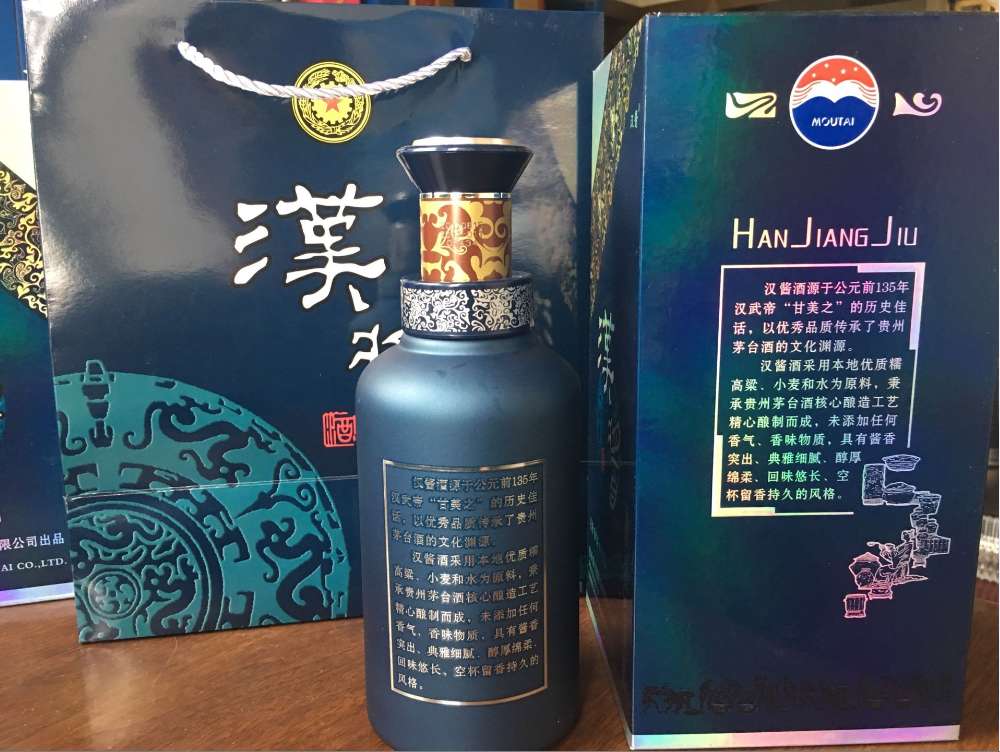 漢
酒
限公司出品
AI CO.,LTD.
汉酱酒源于公元前135年
汉武帝“甘美之”的历史佳
话，以优秀品质传承了贵州
茅台酒的文化渊源。
汉酱酒采用本地优质糯
高粱、小麦和水为原料，秉
承贵州茅台酒核心酿造工艺
精心酿制而成，未添加任何
香气，香味物质，具有酱香
突出、典雅细腻、醇厚绵柔、
回味悠长、空杯留香持久的
风格。
漢
MOUTAI
HAN JIANG JIU
汉酱酒源于公元前135年
汉武帝“甘美之”的历史佳
话，以优秀品质传承了贵州
茅台酒的文化渊源。
汉酱酒采用本地优质糯
高粱、小麦和水为原料，秉
承贵州茅台酒核心酿造工艺
精心酿制而成，未添加任何
香气、香味物质，具有酱香
突出、典雅细腻、醇厚
绵柔、回味悠长、空
杯留香持久的风格。